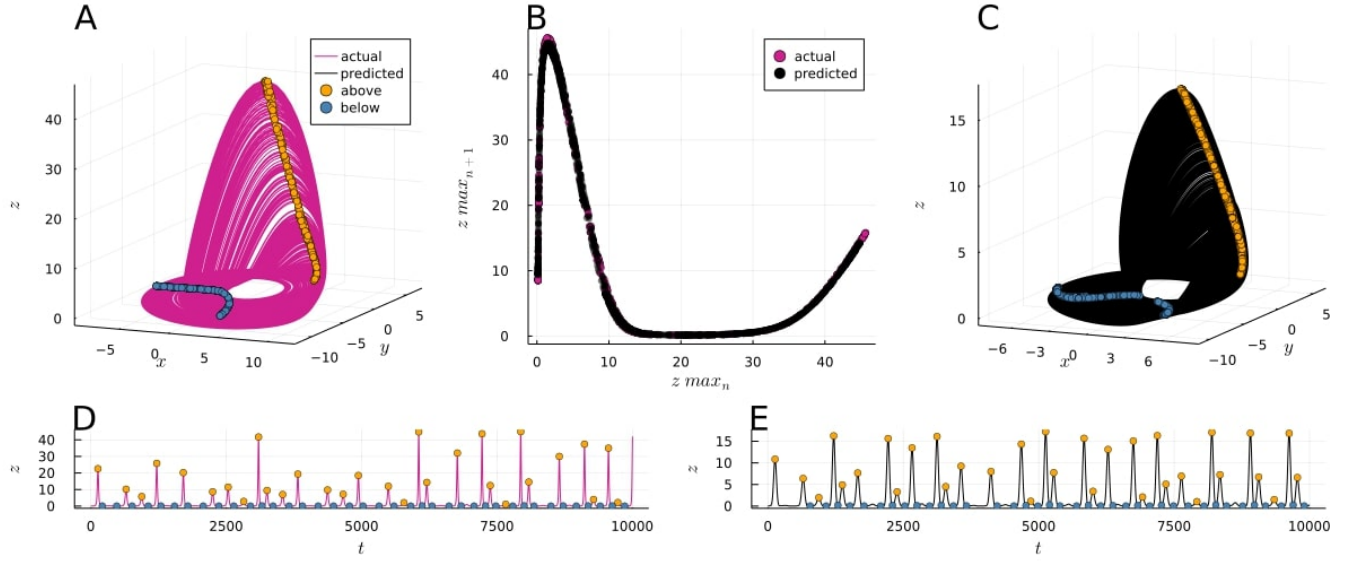 A
B
C
actual
predicted
above
below
actual
predicted
z
40
30
20
10
0
−5
0
5
10
x
−10
−5
0
5
y
z max_{n+1}
40
30
20
10
0
0
10
20
30
40
z max_n
z
15
10
5
0
−6
−3
0
3
6
x
−10
−5
0
5
y
D
E
z
40
30
20
10
0
0
2500
5000
7500
10000
t
z
15
10
5
0
0
2500
5000
7500
10000
t